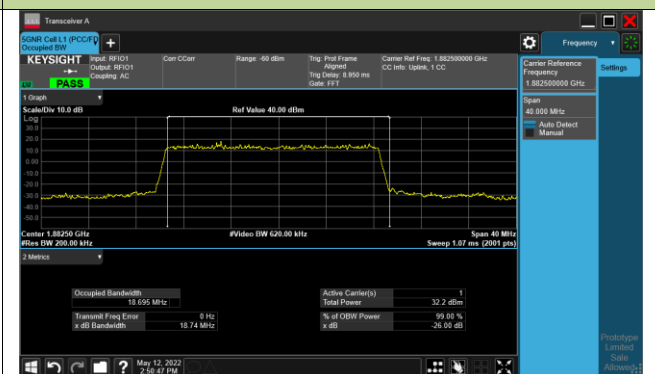 Transceiver A
5GNR Cell L1 (PCC/FD
Occupied BW
Frequency
KEYSIGHT
Input: RFIO1
Output: RFIO1
Coupling: AC
Corr CCorr
Range: -60 dBm
Trig: Prot Frame
Aligned
Trig Delay: 8.950 ms
Gate: FFT
Carrier Ref Freq: 1.882500000 GHz
CC Info: Uplink, 1 CC
PASS
Carrier Reference
Frequency
1.882500000 GHz
Settings
Span
40.000 MHz
Auto Detect
Manual
1 Graph
Scale/Div 10.0 dB
Ref Value 40.00 dBm
Log
30.0
20.0
10.0
0.00
-10.0
-20.0
-30.0
-40.0
-50.0
Center 1.88250 GHz
#Video BW 620.00 kHz
Span 40 MHz
#Res BW 200.00 kHz
Sweep 1.07 ms (2001 pts)
2 Metrics
Occupied Bandwidth
18.695 MHz
Active Carrier(s) 1
Total Power 32.2 dBm
Transmit Freq Error 0 Hz
x dB Bandwidth 18.74 MHz
% of OBW Power 99.00 %
x dB -26.00 dB
Prototype
Limited
Sale
Allowed
?
May 12, 2022
2:50:47 PM